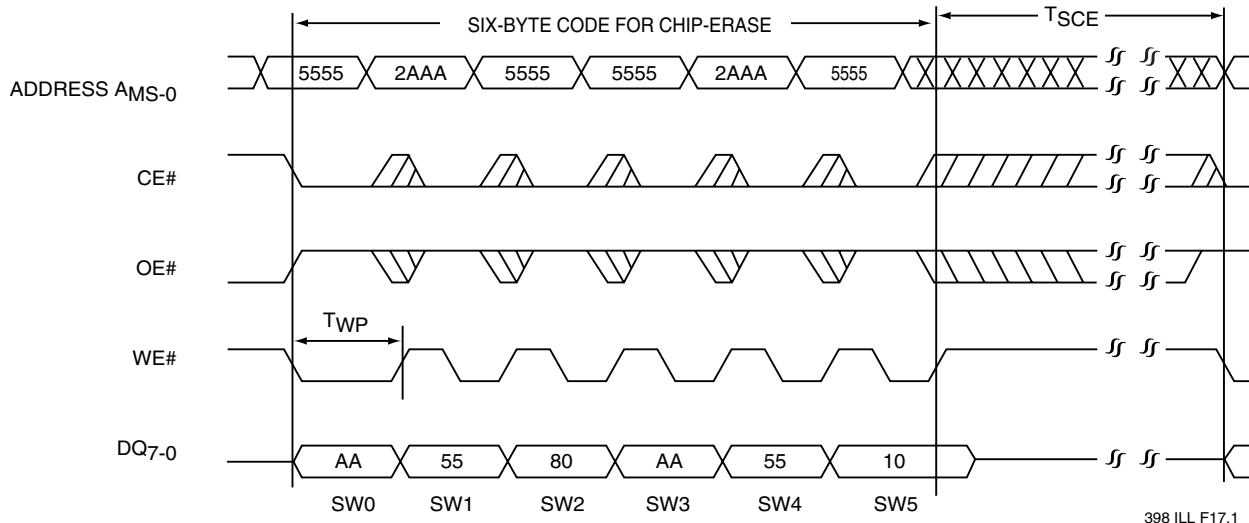 SIX-BYTE CODE FOR CHIP-ERASE TSCE
ADDRESS AMS-0 5555 2AAA 5555 5555 2AAA 5555
CE#
OE#
TWP
WE#
DQ7-0 AA 55 80 AA 55 10
SW0 SW1 SW2 SW3 SW4 SW5
398 ILL F17.1